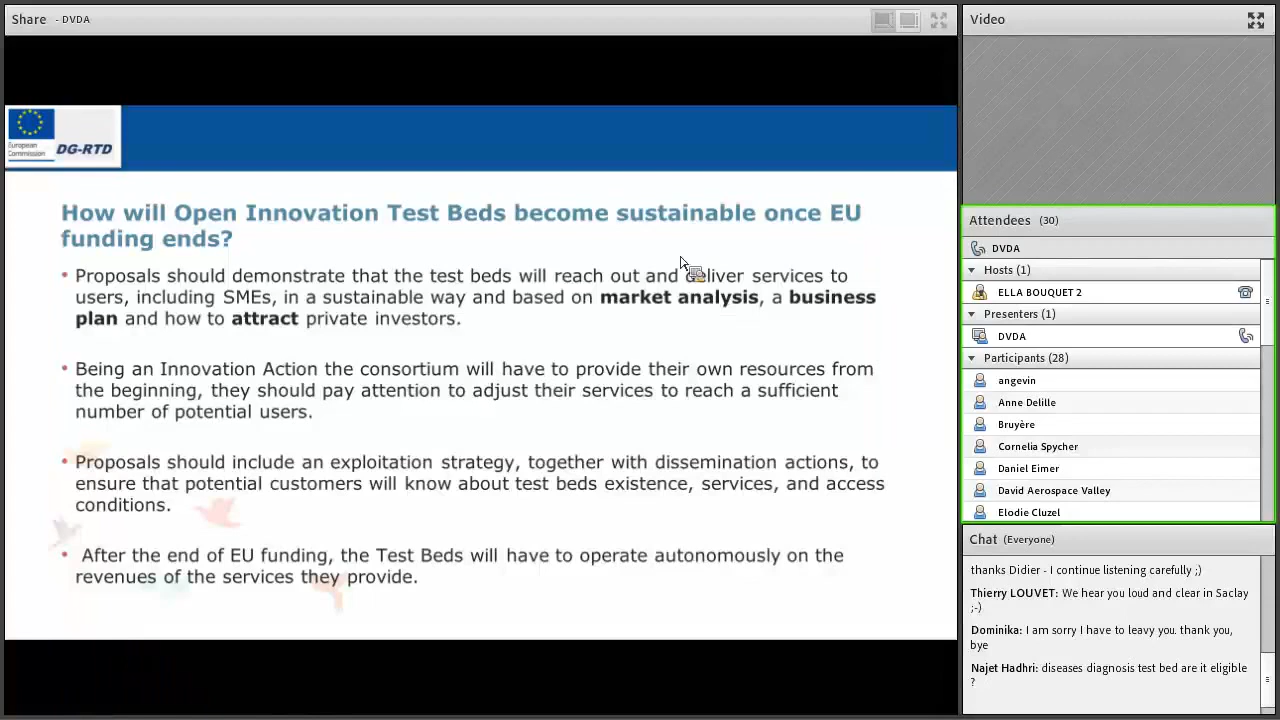 Share - DVDA
European
Commission
DG-RTD
How will Open Innovation Test Beds become sustainable once EU
funding ends?
• Proposals should demonstrate that the test beds will reach out and deliver services to
users, including SMEs, in a sustainable way and based on market analysis, a business
plan and how to attract private investors.
• Being an Innovation Action the consortium will have to provide their own resources from
the beginning, they should pay attention to adjust their services to reach a sufficient
number of potential users.
• Proposals should include an exploitation strategy, together with dissemination actions, to
ensure that potential customers will know about test beds existence, services, and access
conditions.
• After the end of EU funding, the Test Beds will have to operate autonomously on the
revenues of the services they provide.
Video
Attendees (30)
DVDA
Hosts (1)
ELLA BOUQUET 2
Presenters (1)
DVDA
Participants (28)
angevin
Anne Delille
Bruyère
Cornelia Spycher
Daniel Eimer
David Aerospace Valley
Elodie Cluzel
Chat (Everyone)
thanks Didier - I continue listening carefully ;)
Thierry LOUVET: We hear you loud and clear in Saclay
;-)
Dominika: I am sorry I have to leavy you. thank you,
bye
Najet Hadhri: diseases diagnosis test bed are it eligible
?